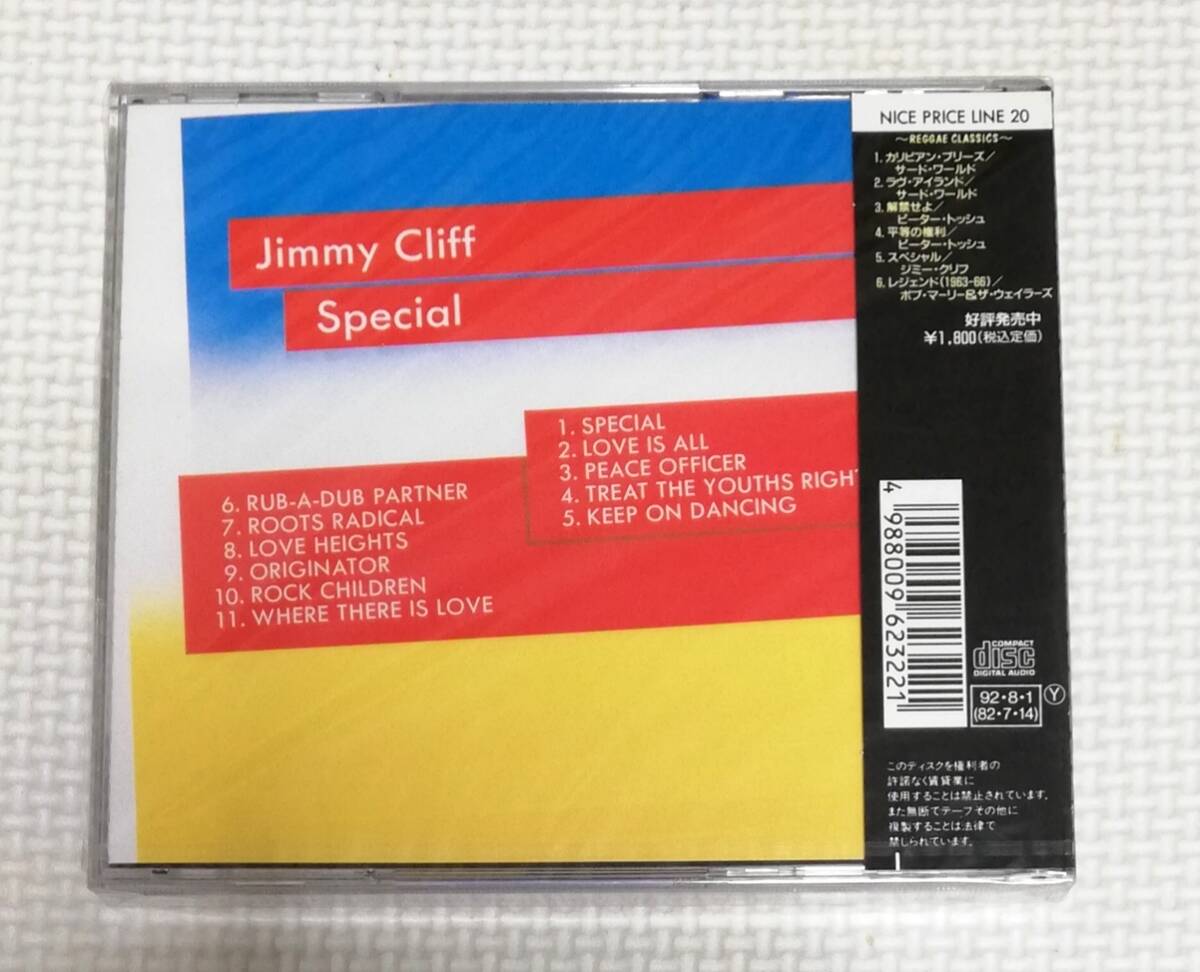 Jimmy Cliff
Special
1. SPECIAL
2. LOVE IS ALL
3. PEACE OFFICER
4. TREAT THE YOUTHS RIGH
5. KEEP ON DANCING
6. RUB-A-DUB PARTNER
7. ROOTS RADICAL
8. LOVE HEIGHTS
9. ORIGINATOR
10. ROCK CHILDREN
11. WHERE THERE IS LOVE
NICE PRICE LINE 20
～REGGAE CLASSICS～
1. カリビアン・ブリーズ／
サード・ワールド
2. ラヴ・アイランド／
サード・ワールド
3. 解禁せよ／
ピーター・トッシュ
4. 平等の権利／
ピーター・トッシュ
5. スペシャル／
ジミー・クリフ
6. レジェンド(1963-66)／
ボブ・マーリー&ザ・ウェイラーズ
好評発売中
¥1,800(税込定価)
4 988009 623221
COMPACT
disc
DIGITAL AUDIO
92・8・1 Y
(82・7・14)
このディスクを権利者の
許諾なく賃貸業に
使用することは禁止されています。
また無断でテープその他に
複製することは法律で
禁じられています。